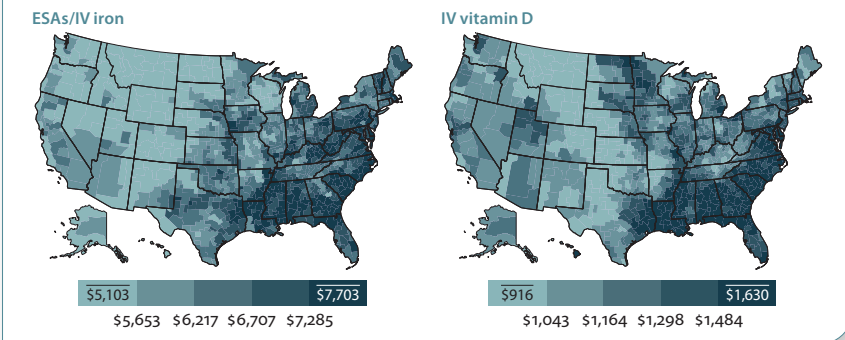 ESAs/IV iron
IV vitamin D
$5,103 $7,703
$5,653 $6,217 $6,707 $7,285
$916 $1,630
$1,043 $1,164 $1,298 $1,484